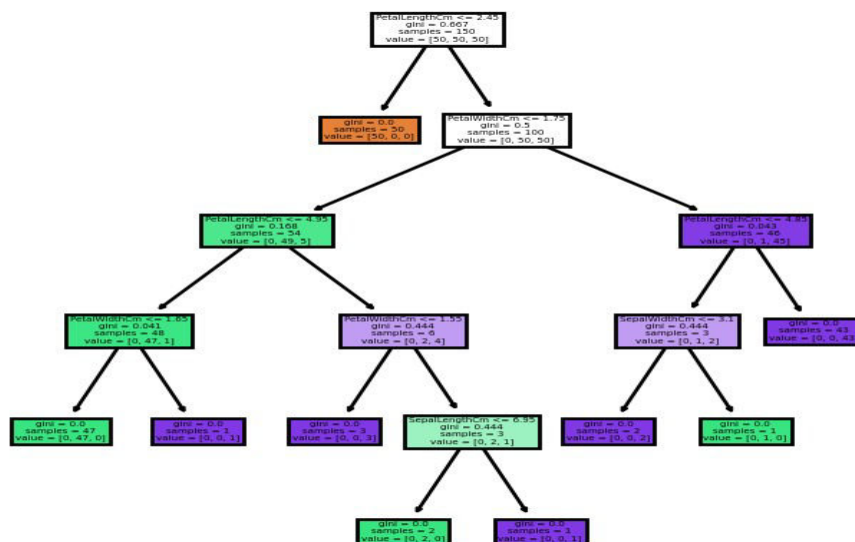 PetalLengthCm <= 2.45
gini = 0.667
samples = 150
value = [50, 50, 50]
gini = 0.0
samples = 50
value = [50, 0, 0]
PetalWidthCm <= 1.75
gini = 0.5
samples = 100
value = [0, 50, 50]
PetalLengthCm <= 4.95
gini = 0.168
samples = 54
value = [0, 49, 5]
PetalLengthCm <= 4.85
gini = 0.043
samples = 46
value = [0, 1, 45]
PetalWidthCm <= 1.65
gini = 0.041
samples = 48
value = [0, 47, 1]
PetalWidthCm <= 1.55
gini = 0.444
samples = 6
value = [0, 2, 4]
SepalWidthCm <= 3.1
gini = 0.444
samples = 3
value = [0, 1, 2]
gini = 0.0
samples = 43
value = [0, 0, 43
gini = 0.0
samples = 47
value = [0, 47, 0]
gini = 0.0
samples = 1
value = [0, 0, 1]
gini = 0.0
samples = 3
value = [0, 0, 3]
SepalLengthCm <= 6.95
gini = 0.444
samples = 3
value = [0, 2, 1]
gini = 0.0
samples = 2
value = [0, 0, 2]
gini = 0.0
samples = 1
value = [0, 1, 0]
gini = 0.0
samples = 2
value = [0, 2, 0]
gini = 0.0
samples = 1
value = [0, 0, 1]